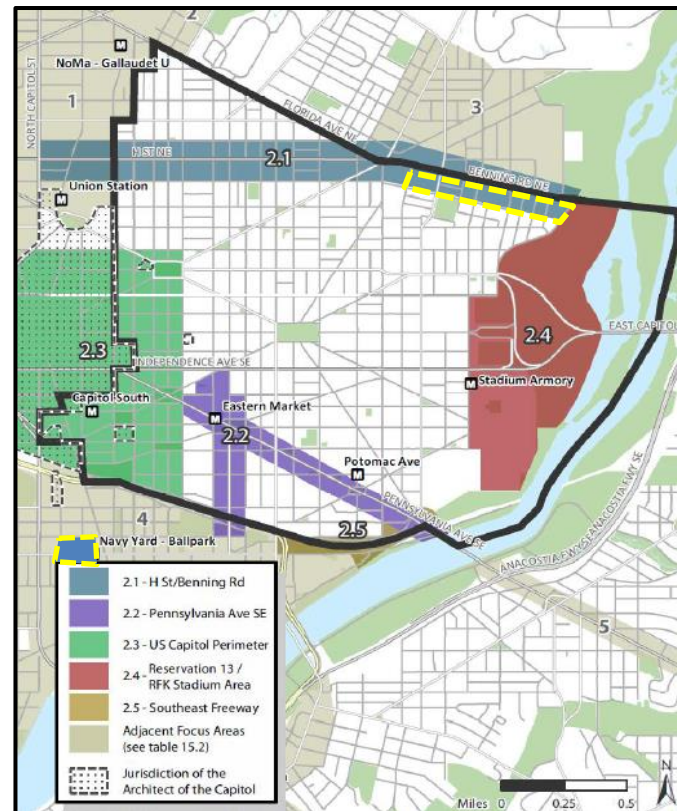 2
NoMa - Gallaudet U
1
NORTH CAPITOL ST
FLORIDA AVE NE
3
H ST NE
2.1
BENNING RD NE
Union Station
2.3
2.4
EAST CAPITOL
INDEPENDENCE AVE SE
Stadium Armory
Capitol South
Eastern Market
2.2
Potomac Ave
PENNSYLVANIA AVE SE
4
2.5
Navy Yard - Ballpark
ANACOSTIA FWY SE
ANACOSTIA FWY SE
5
2.1 - H St/Benning Rd
2.2 - Pennsylvania Ave SE
2.3 - US Capitol Perimeter
2.4 - Reservation 13 /
RFK Stadium Area
2.5 - Southeast Freeway
Adjacent Focus Areas
(see table 15.2)
Jurisdiction of the
Architect of the Capitol
N
Miles 0 0.25 0.5